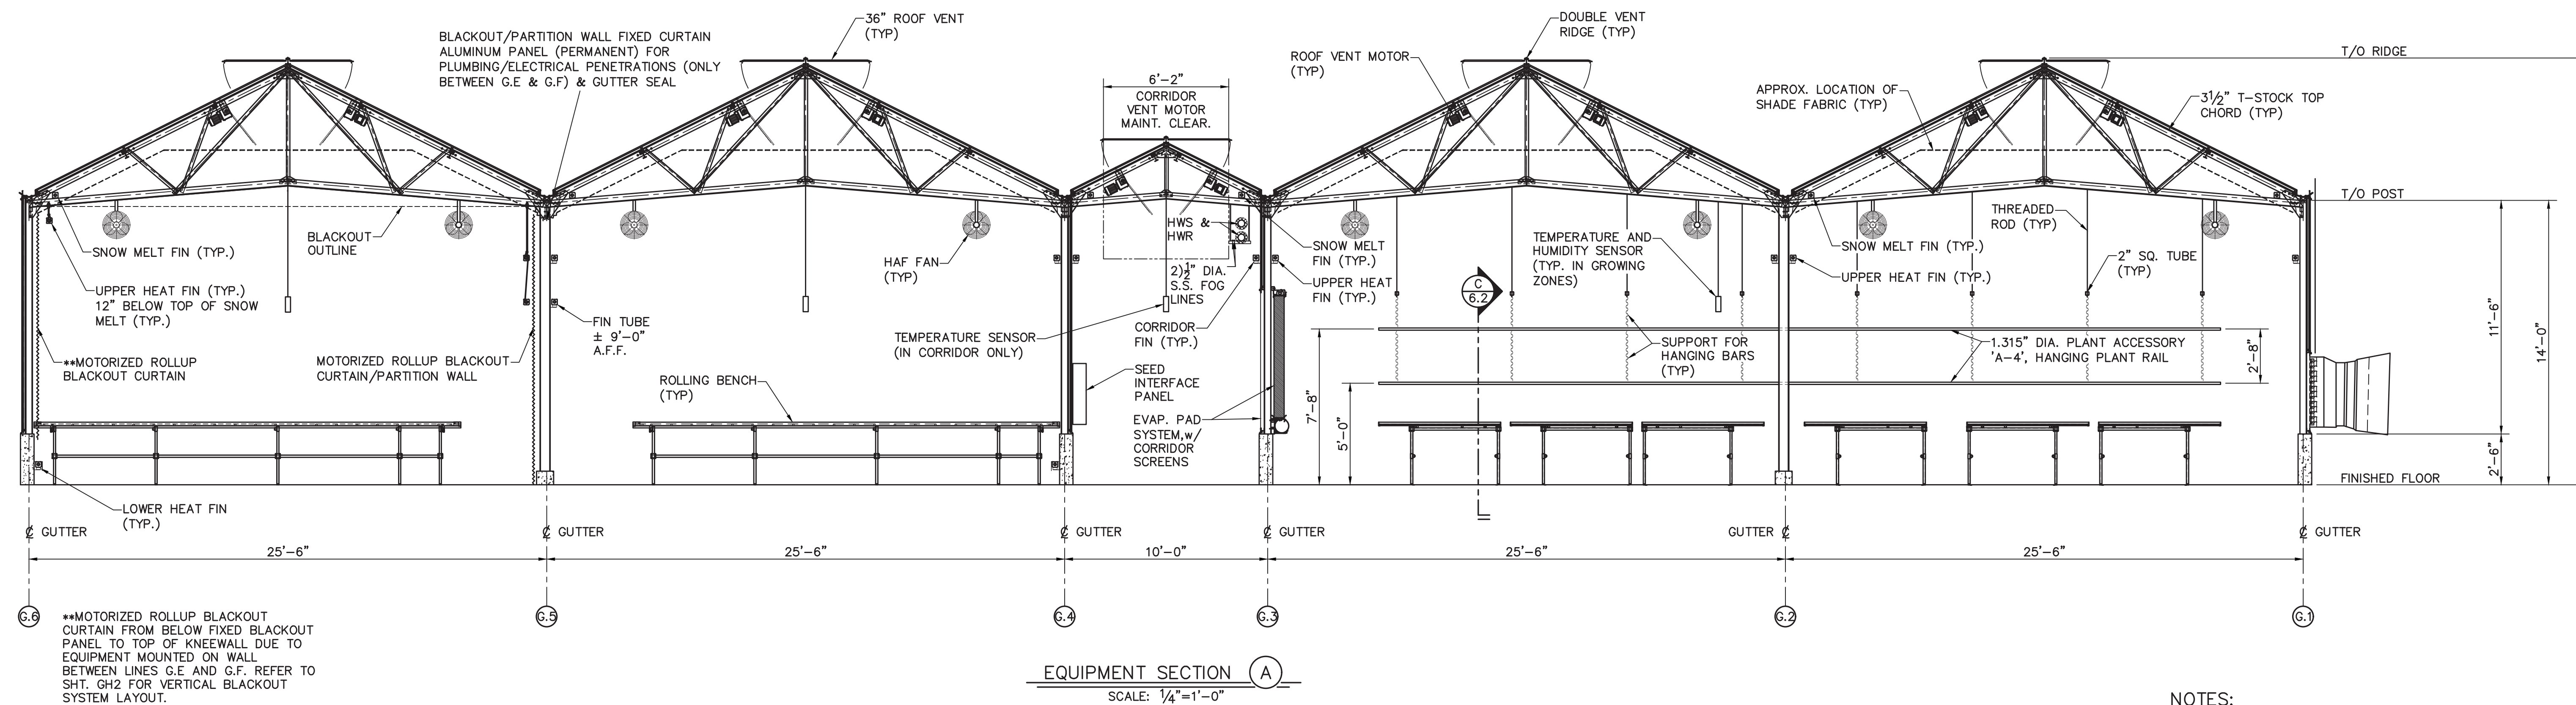 36" ROOF VENT
(TYP)
BLACKOUT/PARTITION WALL FIXED CURTAIN
ALUMINUM PANEL (PERMANENT) FOR
PLUMBING/ELECTRICAL PENETRATIONS (ONLY
BETWEEN G.E & G.F) & GUTTER SEAL
6'-2"
CORRIDOR
VENT MOTOR
MAINT. CLEAR.
ROOF VENT MOTOR
(TYP)
DOUBLE VENT
RIDGE (TYP)
APPROX. LOCATION OF
SHADE FABRIC (TYP)
3½" T-STOCK TOP
CHORD (TYP)
T/O RIDGE
T/O POST
SNOW MELT FIN (TYP.)
BLACKOUT
OUTLINE
UPPER HEAT FIN (TYP.)
12" BELOW TOP OF SNOW
MELT (TYP.)
**MOTORIZED ROLLUP
BLACKOUT CURTAIN
MOTORIZED ROLLUP BLACKOUT
CURTAIN/PARTITION WALL
FIN TUBE
± 9'-0"
A.F.F.
HAF FAN
(TYP)
ROLLING BENCH
(TYP)
TEMPERATURE SENSOR
(IN CORRIDOR ONLY)
HWS &
HWR
2)½" DIA.
S.S. FOG
LINES
CORRIDOR
FIN (TYP.)
SEED
INTERFACE
PANEL
EVAP. PAD
SYSTEM,w/
CORRIDOR
SCREENS
SNOW MELT
FIN (TYP.)
UPPER HEAT
FIN (TYP.)
C
6.2
TEMPERATURE AND
HUMIDITY SENSOR
(TYP. IN GROWING
ZONES)
SUPPORT FOR
HANGING BARS
(TYP)
SNOW MELT FIN (TYP.)
UPPER HEAT FIN (TYP.)
THREADED
ROD (TYP)
2" SQ. TUBE
(TYP)
1.315" DIA. PLANT ACCESSORY
'A-4', HANGING PLANT RAIL
7'-8"
5'-0"
2'-8"
11'-6"
14'-0"
2'-6"
FINISHED FLOOR
LOWER HEAT FIN
(TYP.)
℄ GUTTER
℄ GUTTER
℄ GUTTER
℄ GUTTER
GUTTER ℄
℄ GUTTER
25'-6"
25'-6"
10'-0"
25'-6"
25'-6"
G.6
G.5
G.4
G.3
G.2
G.1
**MOTORIZED ROLLUP BLACKOUT
CURTAIN FROM BELOW FIXED BLACKOUT
PANEL TO TOP OF KNEEWALL DUE TO
EQUIPMENT MOUNTED ON WALL
BETWEEN LINES G.E AND G.F. REFER TO
SHT. GH2 FOR VERTICAL BLACKOUT
SYSTEM LAYOUT.
EQUIPMENT SECTION A
SCALE: ¼"=1'-0"
NOTES: